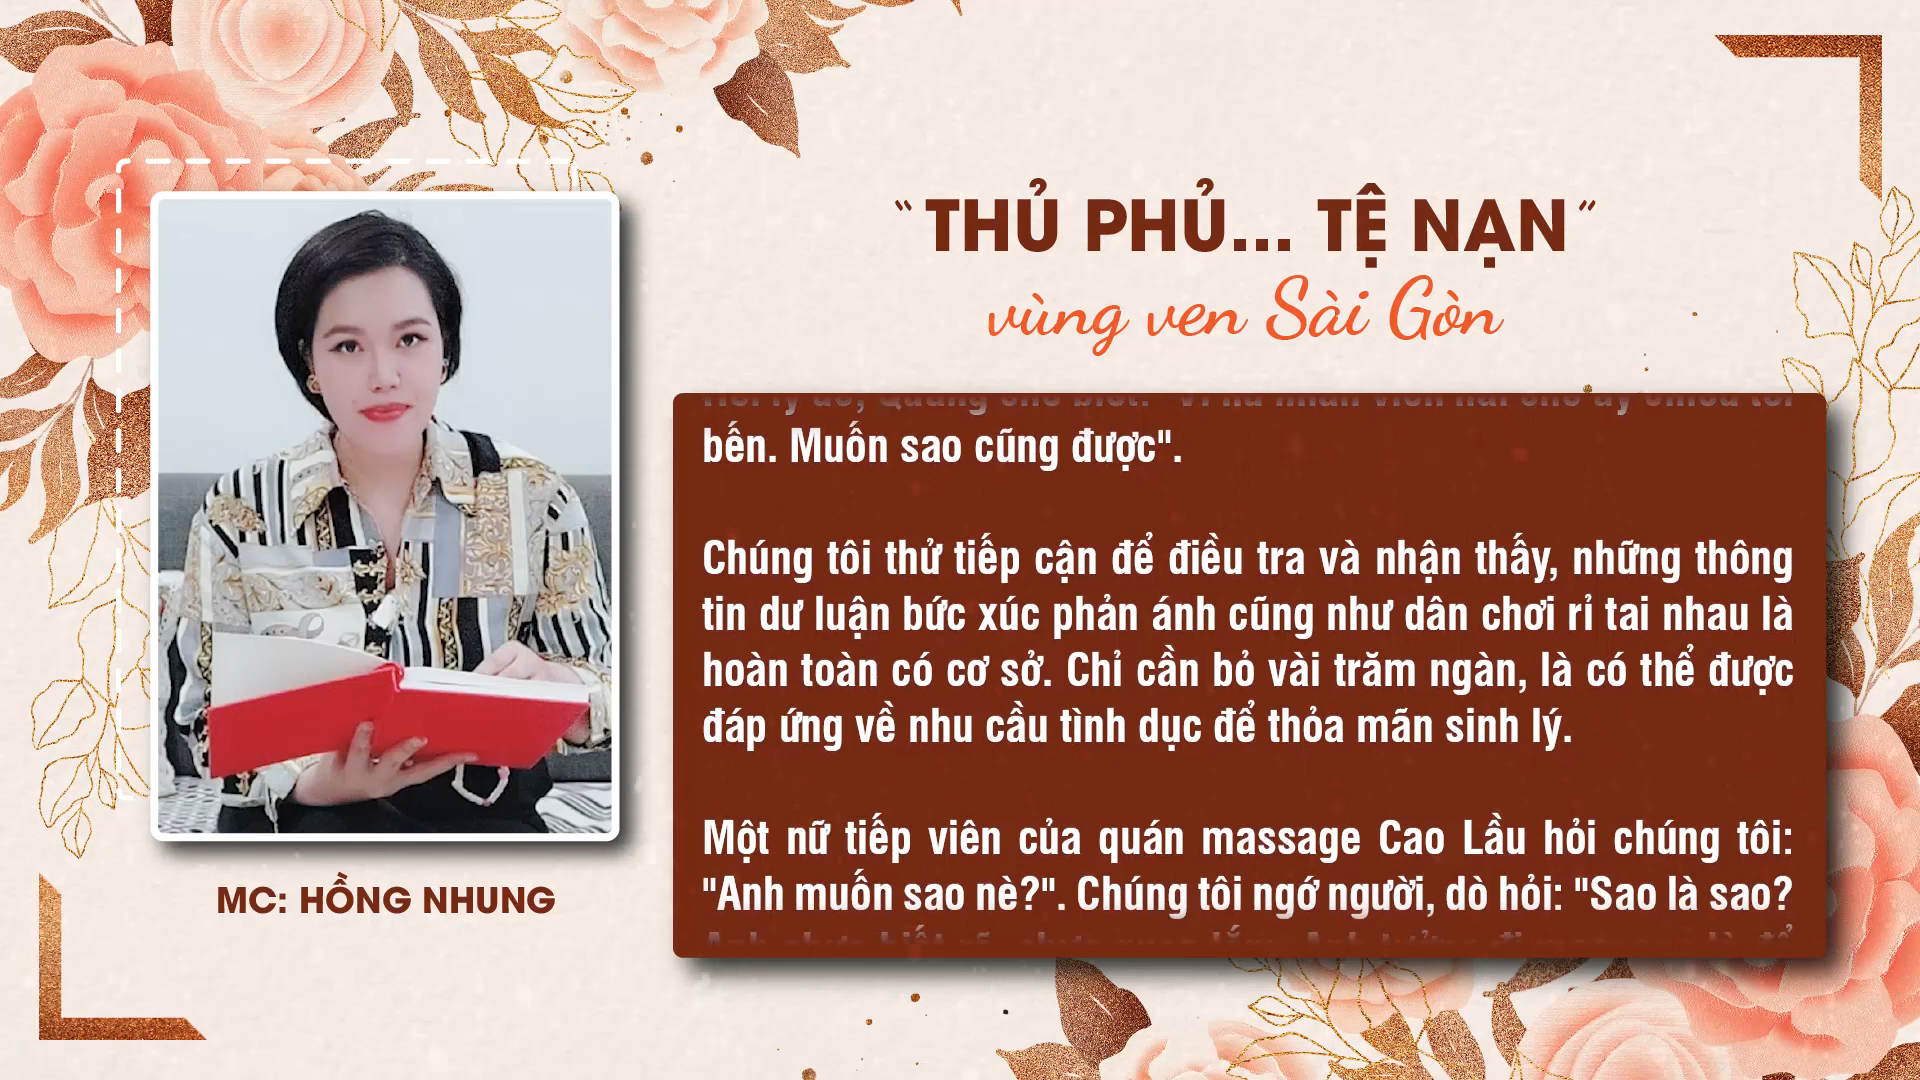 “THỦ PHỦ... TỆ NẠN”
vùng ven Sài Gòn
bến. Muốn sao cũng được".
Chúng tôi thử tiếp cận để điều tra và nhận thấy, những thông
tin dư luận bức xúc phản ánh cũng như dân chơi rỉ tai nhau là
hoàn toàn có cơ sở. Chỉ cần bỏ vài trăm ngàn, là có thể được
đáp ứng về nhu cầu tình dục để thỏa mãn sinh lý.
Một nữ tiếp viên của quán massage Cao Lầu hỏi chúng tôi:
"Anh muốn sao nè?". Chúng tôi ngớ người, dò hỏi: "Sao là sao?
MC: HỒNG NHUNG